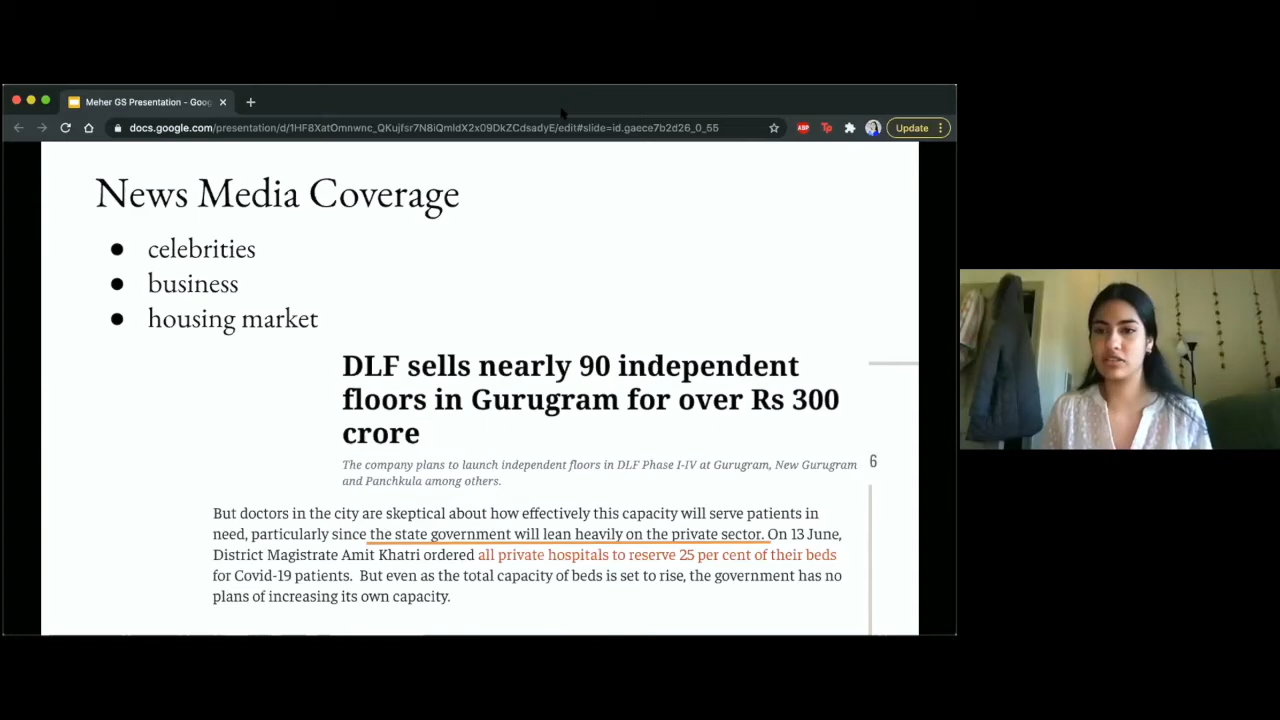 Meher GS Presentation - Goog
docs.google.com/presentation/d/1HF8XatOmnwnc_QKujfsr7N8iQmIdX2x09DkZCdsadyE/edit#slide=id.gaece7b2d26_0_55
ABP
Tp
Update
News Media Coverage
● celebrities
● business
● housing market
DLF sells nearly 90 independent
floors in Gurugram for over Rs 300
crore
The company plans to launch independent floors in DLF Phase I-IV at Gurugram, New Gurugram
and Panchkula among others.
6
But doctors in the city are skeptical about how effectively this capacity will serve patients in
need, particularly since the state government will lean heavily on the private sector. On 13 June,
District Magistrate Amit Khatri ordered all private hospitals to reserve 25 per cent of their beds
for Covid-19 patients. But even as the total capacity of beds is set to rise, the government has no
plans of increasing its own capacity.